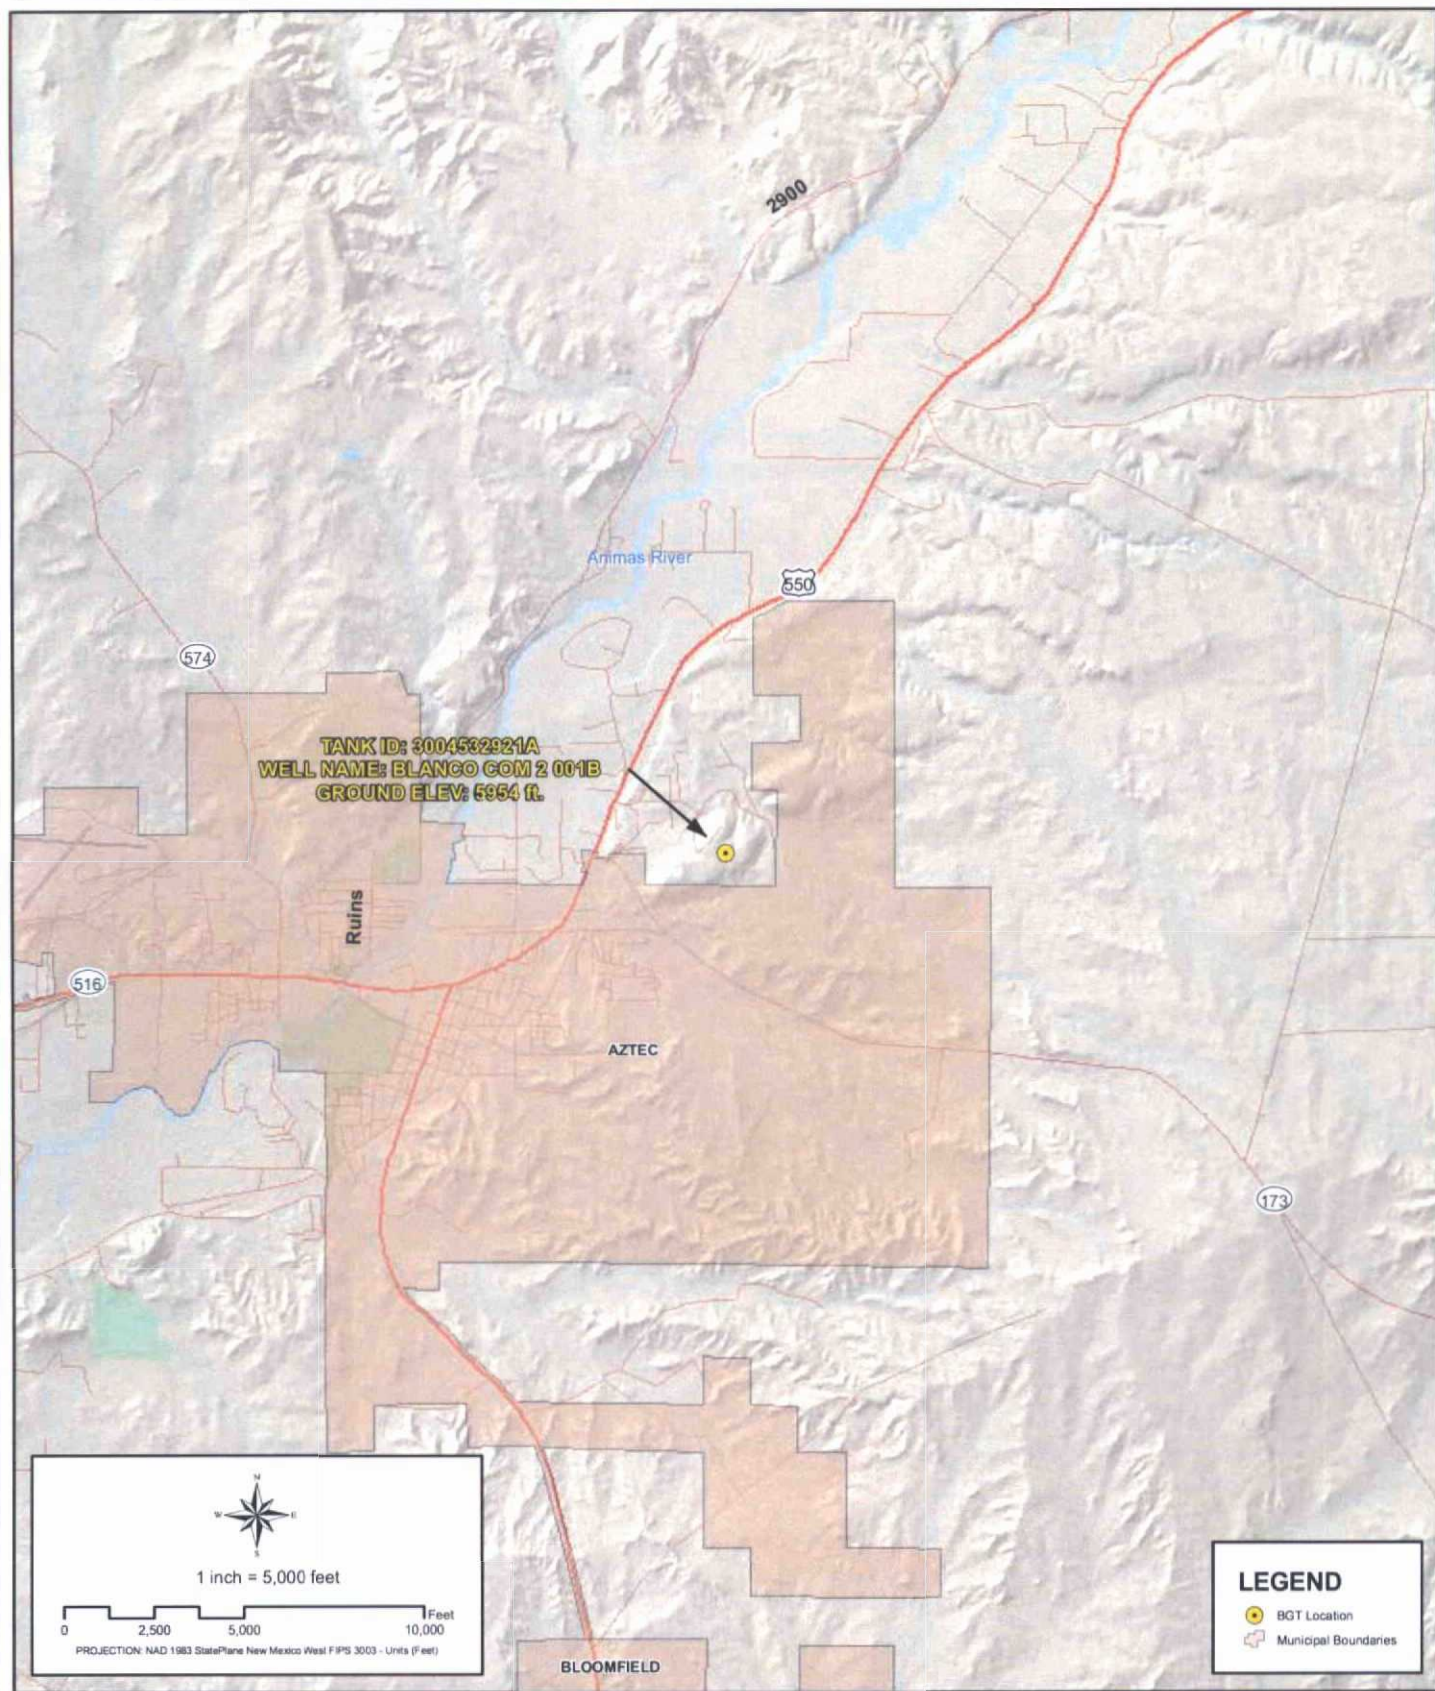 2900
Animas River
550
574
TANK ID: 3004532921A
WELL NAME: BLANCO COM 2 001B
GROUND ELEV: 5954 ft.
Ruins
516
AZTEC
173
N
W E
S
1 inch = 5,000 feet
Feet
0 2,500 5,000 10,000
PROJECTION: NAD 1983 StatePlane New Mexico West FIPS 3003 - Units (Feet)
LEGEND
BGT Location
Municipal Boundaries
BLOOMFIELD